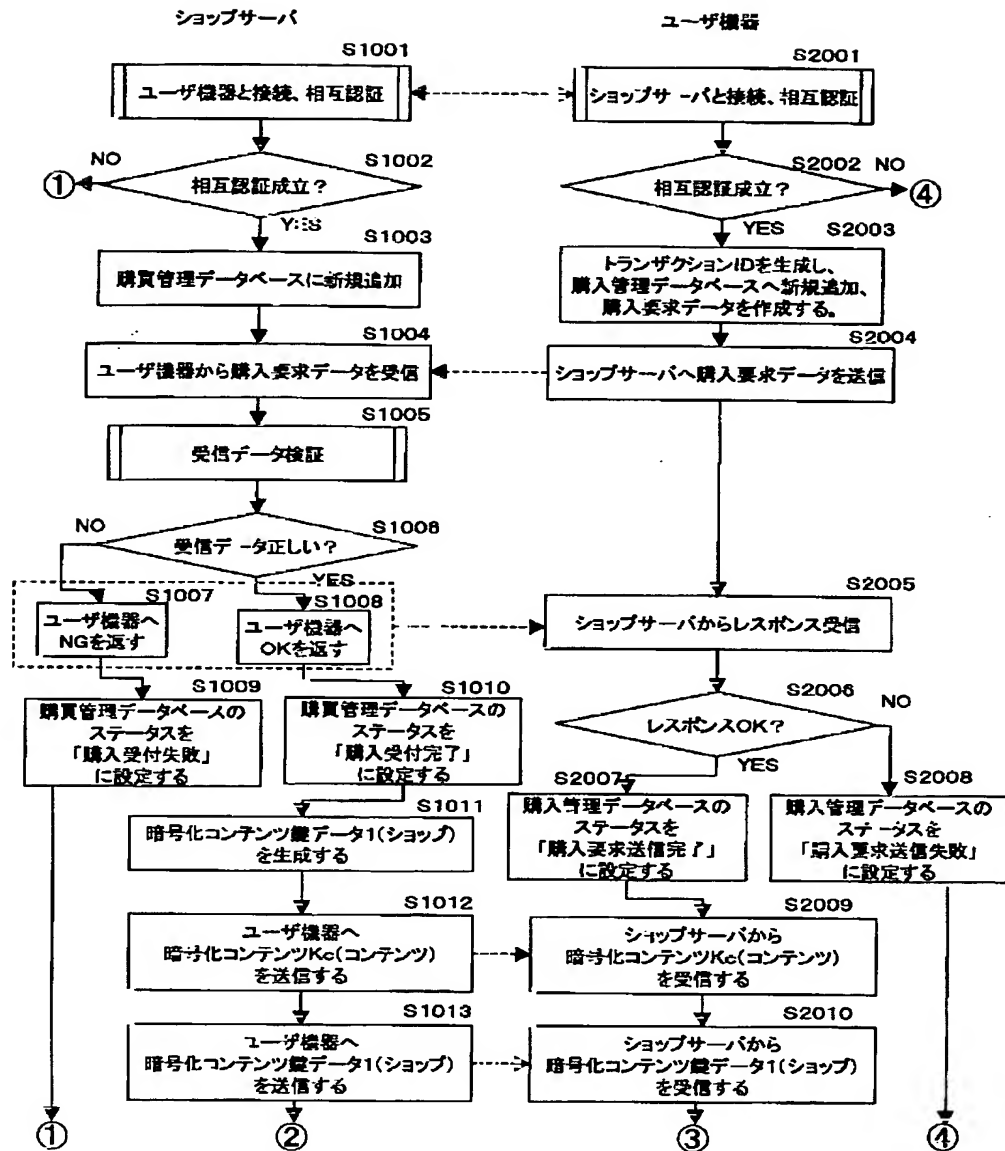 ショップサーバ
ユーザ機器
S1001
ユーザ機器と接続、相互認証
S2001
ショップサーバと接続、相互認証
NO
S1002
①
相互認証成立?
YES
S2002
NO
相互認証成立?
④
YES
S1003
購買管理データベースに新規追加
S2003
トランザクションIDを生成し、
購入管理データベースへ新規追加、
購入要求データを作成する。
S1004
ユーザ機器から購入要求データを受信
S2004
ショップサーバへ購入要求データを送信
S1005
受信データ検証
NO
S1006
受信データ正しい?
YES
S1007
ユーザ機器へ
NGを返す
S1008
ユーザ機器へ
OKを返す
S2005
ショップサーバからレスポンス受信
S1009
購買管理データベースの
ステータスを
「購入受付失敗」
に設定する
S1010
購買管理データベースの
ステータスを
「購入受付完了」
に設定する
S2006
NO
レスポンスOK?
YES
S2007
購入管理データベースの
ステータスを
「購入要求送信完了」
に設定する
S2008
購入管理データベースの
ステータスを
「購入要求送信失敗」
に設定する
S1011
暗号化コンテンツ鍵データ1(ショップ)
を生成する
S1012
ユーザ機器へ
暗号化コンテンツKc(コンテンツ)
を送信する
S2009
ショップサーバから
暗号化コンテンツKc(コンテンツ)
を受信する
S1013
ユーザ機器へ
暗号化コンテンツ鍵データ1(ショップ)
を送信する
S2010
ショップサーバから
暗号化コンテンツ鍵データ1(ショップ)
を受信する
①
②
③
④